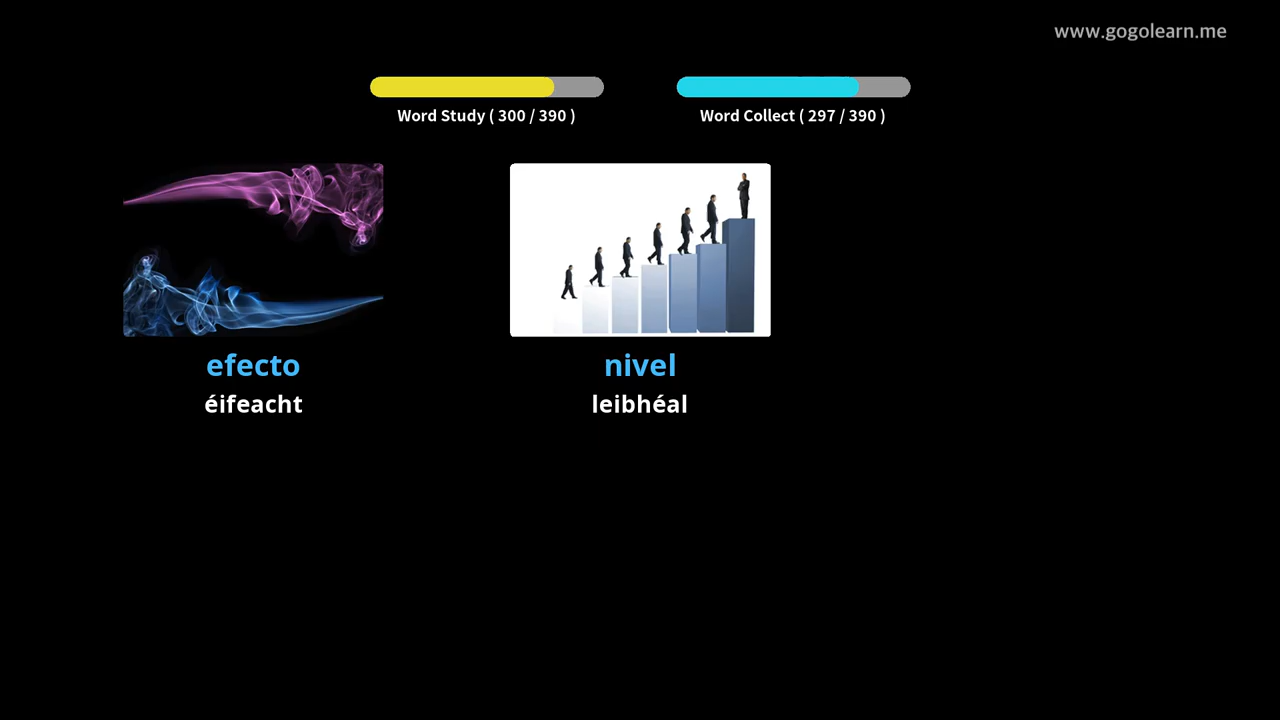 www.gogolearn.me
Word Study ( 300 / 390 )
Word Collect ( 297 / 390 )
efecto
éifeacht
nivel
leibhéal